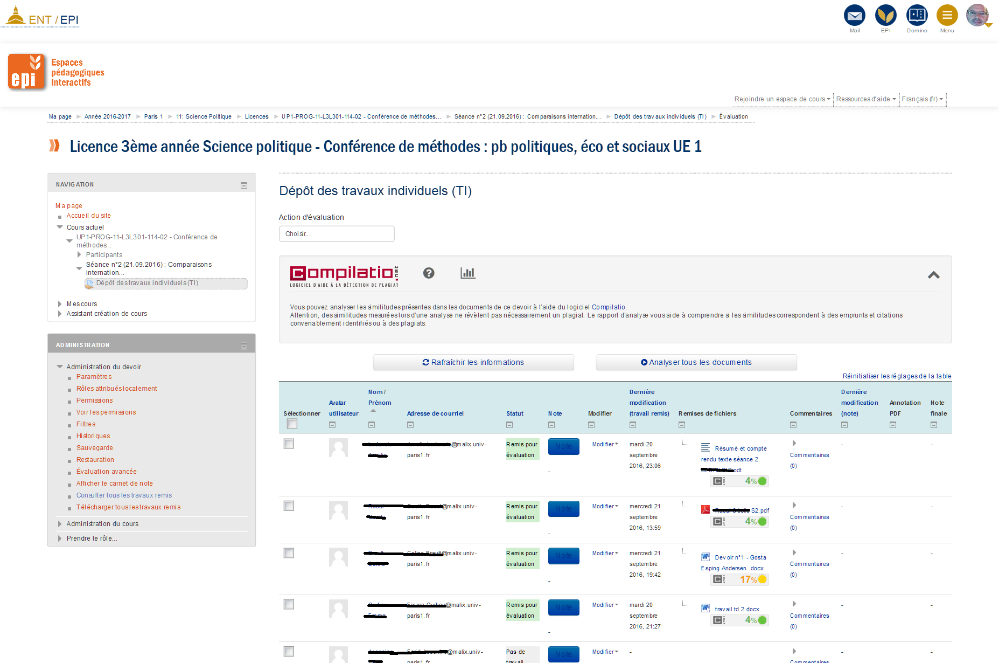 ENT / EPI
Mail
EPI
Domino
Menu
epi
Espaces
pédagogiques
Interactifs
Rejoindre un espace de cours
Ressources d'aide
Français (fr)
Ma page Année 2016-2017 Paris 1 11: Science Politique Licences UP1-PROG-11-L3L301-114-02 - Conférence de méthodes... Séance n°2 (21.09.2016) : Comparaisons internation... Dépôt des travaux individuels (TI) Évaluation
Licence 3ème année Science politique - Conférence de méthodes : pb politiques, éco et sociaux UE 1
NAVIGATION
Ma page
Accueil du site
Cours actuel
UP1-PROG-11-L3L301-114-02 - Conférence de
méthodes...
Participants
Séance n°2 (21.09.2016) : Comparaisons
internation...
Dépôt des travaux individuels (TI)
Mes cours
Assistant création de cours
ADMINISTRATION
Administration du devoir
Paramètres
Rôles attribués localement
Permissions
Voir les permissions
Filtres
Historiques
Sauvegarde
Restauration
Évaluation avancée
Afficher le carnet de note
Consulter tous les travaux remis
Télécharger tous les travaux remis
Administration du cours
Prendre le rôle...
Dépôt des travaux individuels (TI)
Action d'évaluation
Choisir...
Compilatio.net
LOGICIEL D'AIDE À LA DÉTECTION DE PLAGIAT
Vous pouvez analyser les similitudes présentes dans les documents de ce devoir à l'aide du logiciel Compilatio.
Attention, des similitudes mesurées lors d'une analyse ne révèlent pas nécessairement un plagiat. Le rapport d'analyse vous aide à comprendre si les similitudes correspondent à des emprunts et citations
convenablement identifiés ou à des plagiats.
Rafraîchir les informations
Analyser tous les documents
Réinitialiser les réglages de la table
Sélectionner
Avatar
utilisateur
Nom /
Prénom
Adresse de courriel
Statut
Note
Modifier
Dernière
modification
(travail remis)
Remises de fichiers
Commentaires
Dernière
modification
(note)
Annotation
PDF
Note
finale
@malix.univ-
paris1.fr
Remis pour
évaluation
Note
-
Modifier
mardi 20
septembre
2016, 23:06
Résumé et compte
rendu texte séance 2
.odt
4%
Commentaires
(0)
-
-
@malix.univ-
paris1.fr
Remis pour
évaluation
Note
-
Modifier
mercredi 21
septembre
2016, 13:59
S2.pdf
4%
Commentaires
(0)
-
-
@malix.univ-
paris1.fr
Remis pour
évaluation
Note
-
Modifier
mercredi 21
septembre
2016, 19:42
Devoir n°1 - Gosta
Esping Andersen .docx
17%
Commentaires
(0)
-
-
@malix.univ-
paris1.fr
Remis pour
évaluation
Note
-
Modifier
mardi 20
septembre
2016, 21:27
travail td 2.docx
4%
Commentaires
(0)
-
-
@malix.univ-
paris1.fr
Pas de
travail
Note
Modifier
-
Commentaires
-
-